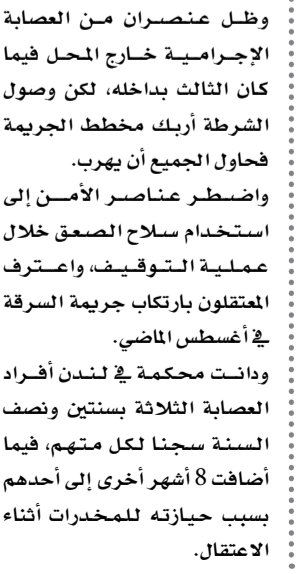 وظل عنصران من العصابة
الإجرامية خارج المحل فيما
كان الثالث بداخله، لكن وصول
الشرطة أربك مخطط الجريمة
فحاول الجميع أن يهرب.
واضطر عناصر الأمن إلى
استخدام سلاح الصعق خلال
عملية التوقيف، واعترف
المعتقلون بارتكاب جريمة السرقة
في أغسطس الماضي.
ودانت محكمة في لندن أفراد
العصابة الثلاثة بسنتين ونصف
السنة سجنا لكل متهم، فيما
أضافت 8 أشهر أخرى إلى أحدهم
بسبب حيازته للمخدرات أثناء
الاعتقال.